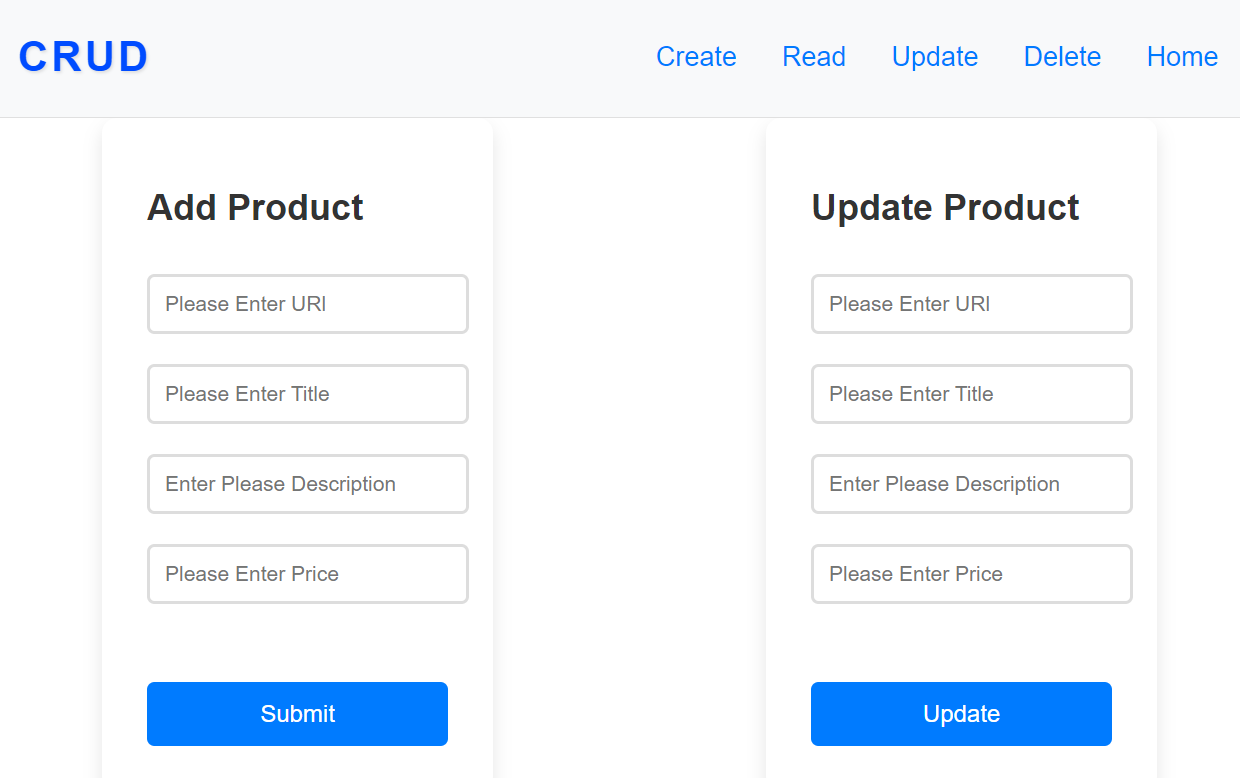 CRUD
Create Read Update Delete Home
Add Product
Please Enter URl
Please Enter Title
Enter Please Description
Please Enter Price
Submit
Update Product
Please Enter URl
Please Enter Title
Enter Please Description
Please Enter Price
Update